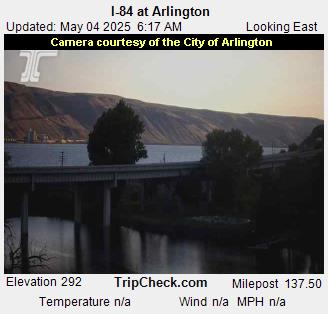 I-84 at Arlington
Updated: May 04 2025 6:17 AM Looking East
Camera courtesy of the City of Arlington
Elevation 292 TripCheck.com Milepost 137.50
Temperature n/a Wind n/a MPH n/a